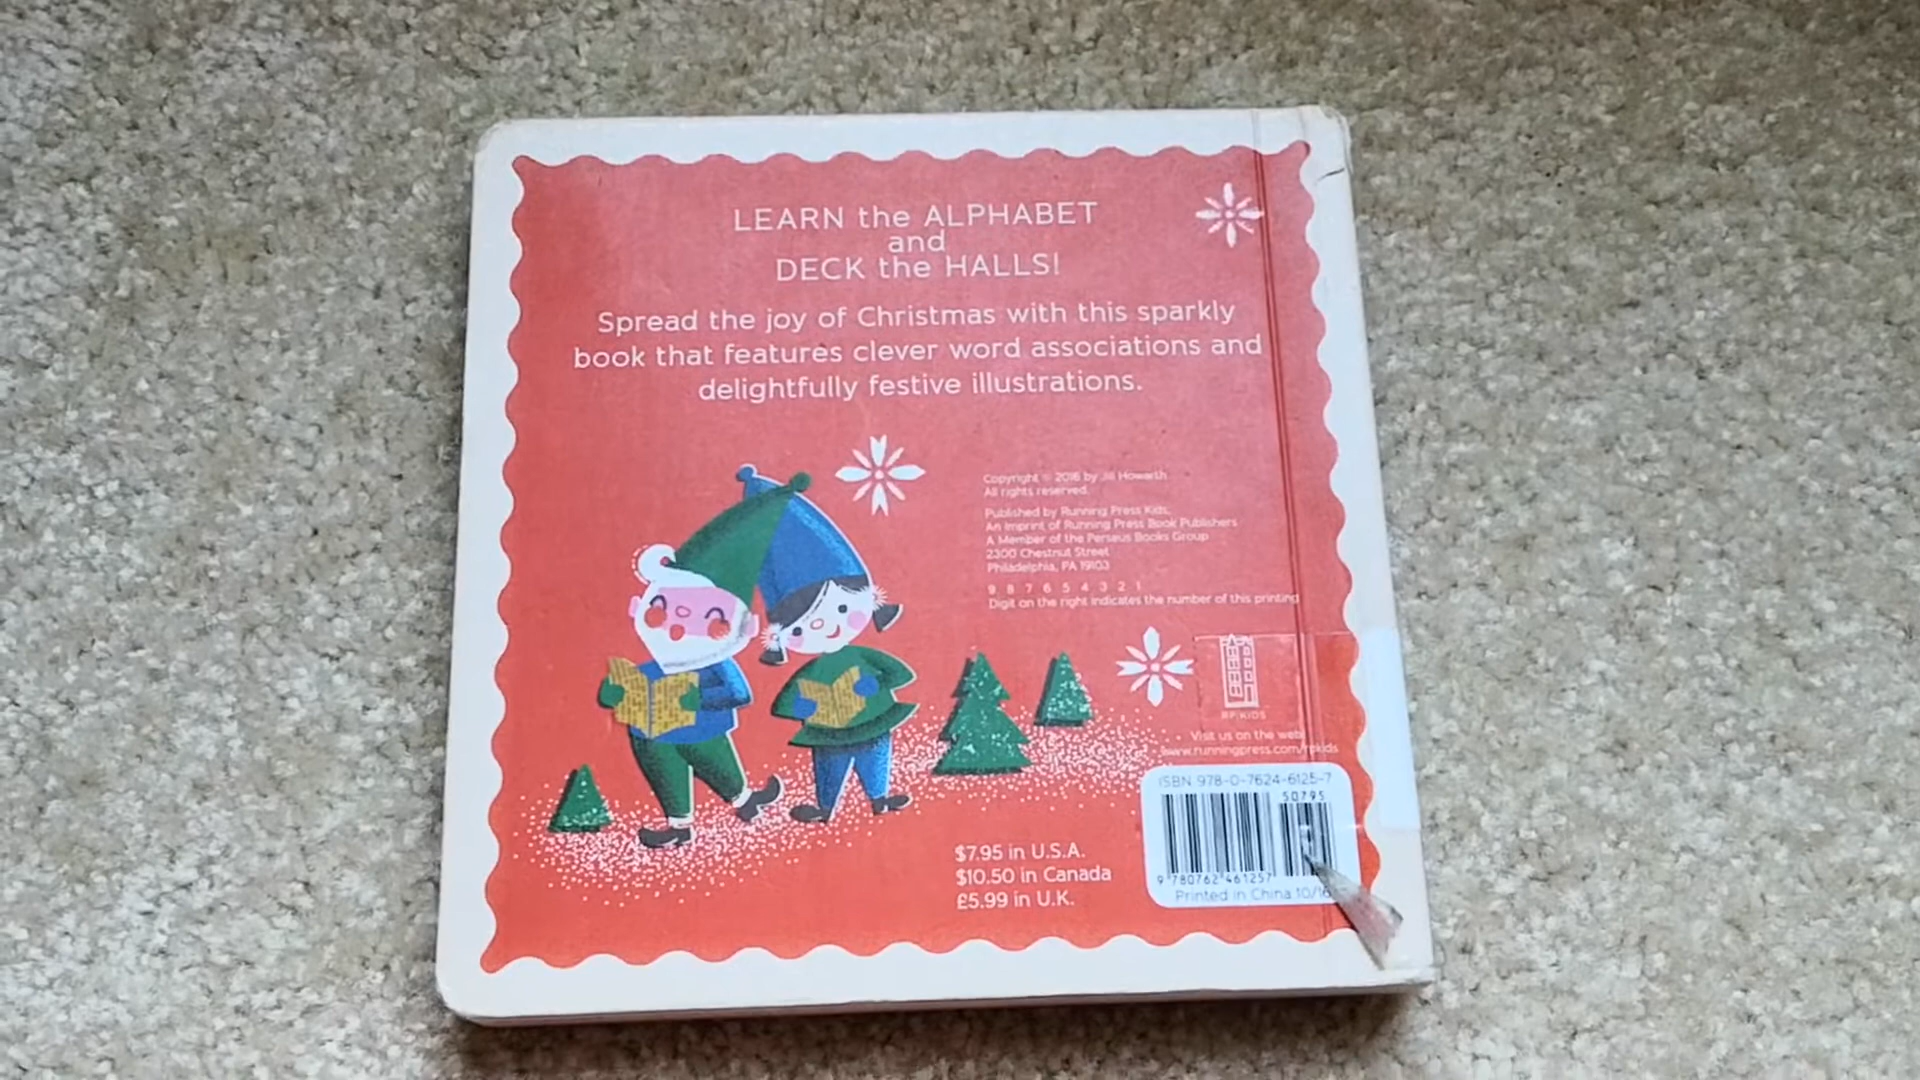 LEARN the ALPHABET
and
DECK the HALLS!
Spread the joy of Christmas with this sparkly
book that features clever word associations and
delightfully festive illustrations.
Copyright © 2016 by Jill Howarth
All rights reserved.
Published by Running Press Kids,
An Imprint of Running Press Book Publishers
A Member of the Perseus Books Group
2300 Chestnut Street
Philadelphia, PA 19103
9 8 7 6 5 4 3 2 1
Digit on the right indicates the number of this printing
RP KIDS
Visit us on the web
www.runningpress.com/rpkids
ISBN 978-0-7624-6125-7
50795
9 780762 461257
Printed in China 10/16
$7.95 in U.S.A.
$10.50 in Canada
£5.99 in U.K.